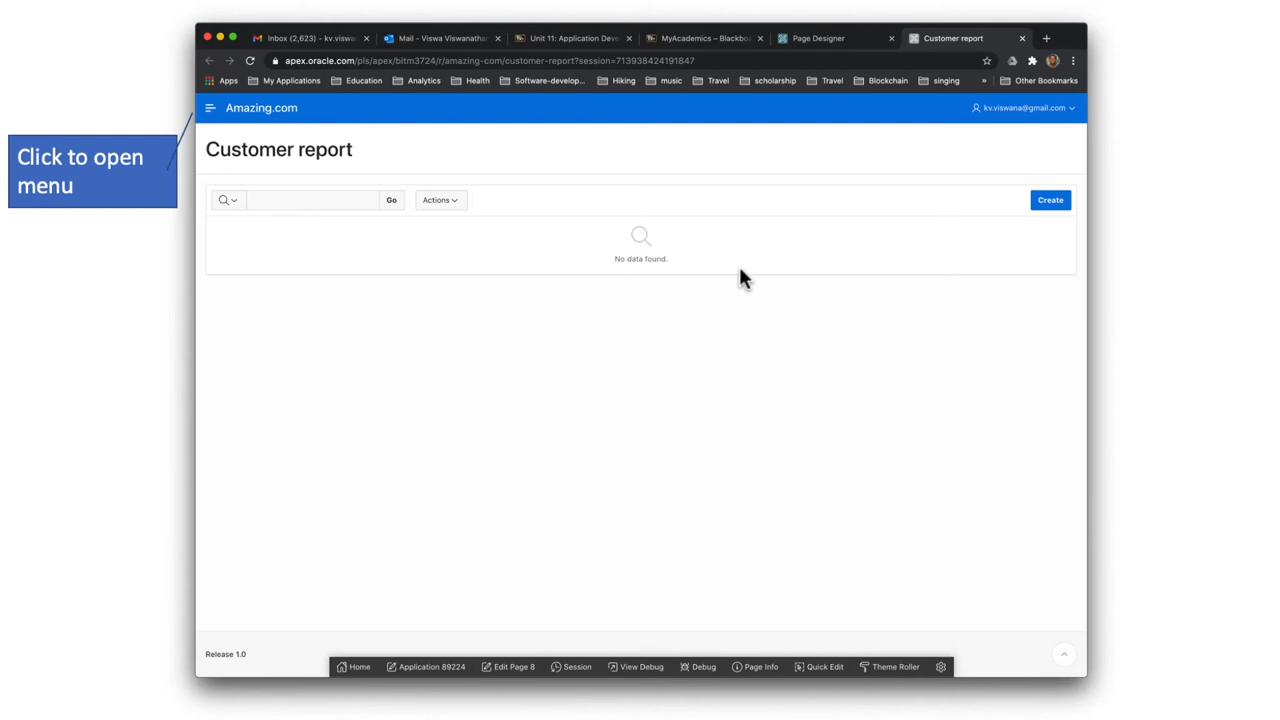 Inbox (2,623) - kv.viswa
Mail - Viswa Viswanathan
Unit 11: Application Deve
MyAcademics – Blackboa
Page Designer
Customer report
apex.oracle.com/pls/apex/bitm3724/r/amazing-com/customer-report?session=713938424191847
Apps
My Applications
Education
Analytics
Health
Software-develop...
Hiking
music
Travel
scholarship
Travel
Blockchain
singing
»
Other Bookmarks
Amazing.com
kv.viswana@gmail.com
Click to open
menu
Customer report
Go
Actions
Create
No data found.
Release 1.0
Home
Application 89224
Edit Page 8
Session
View Debug
Debug
Page Info
Quick Edit
Theme Roller